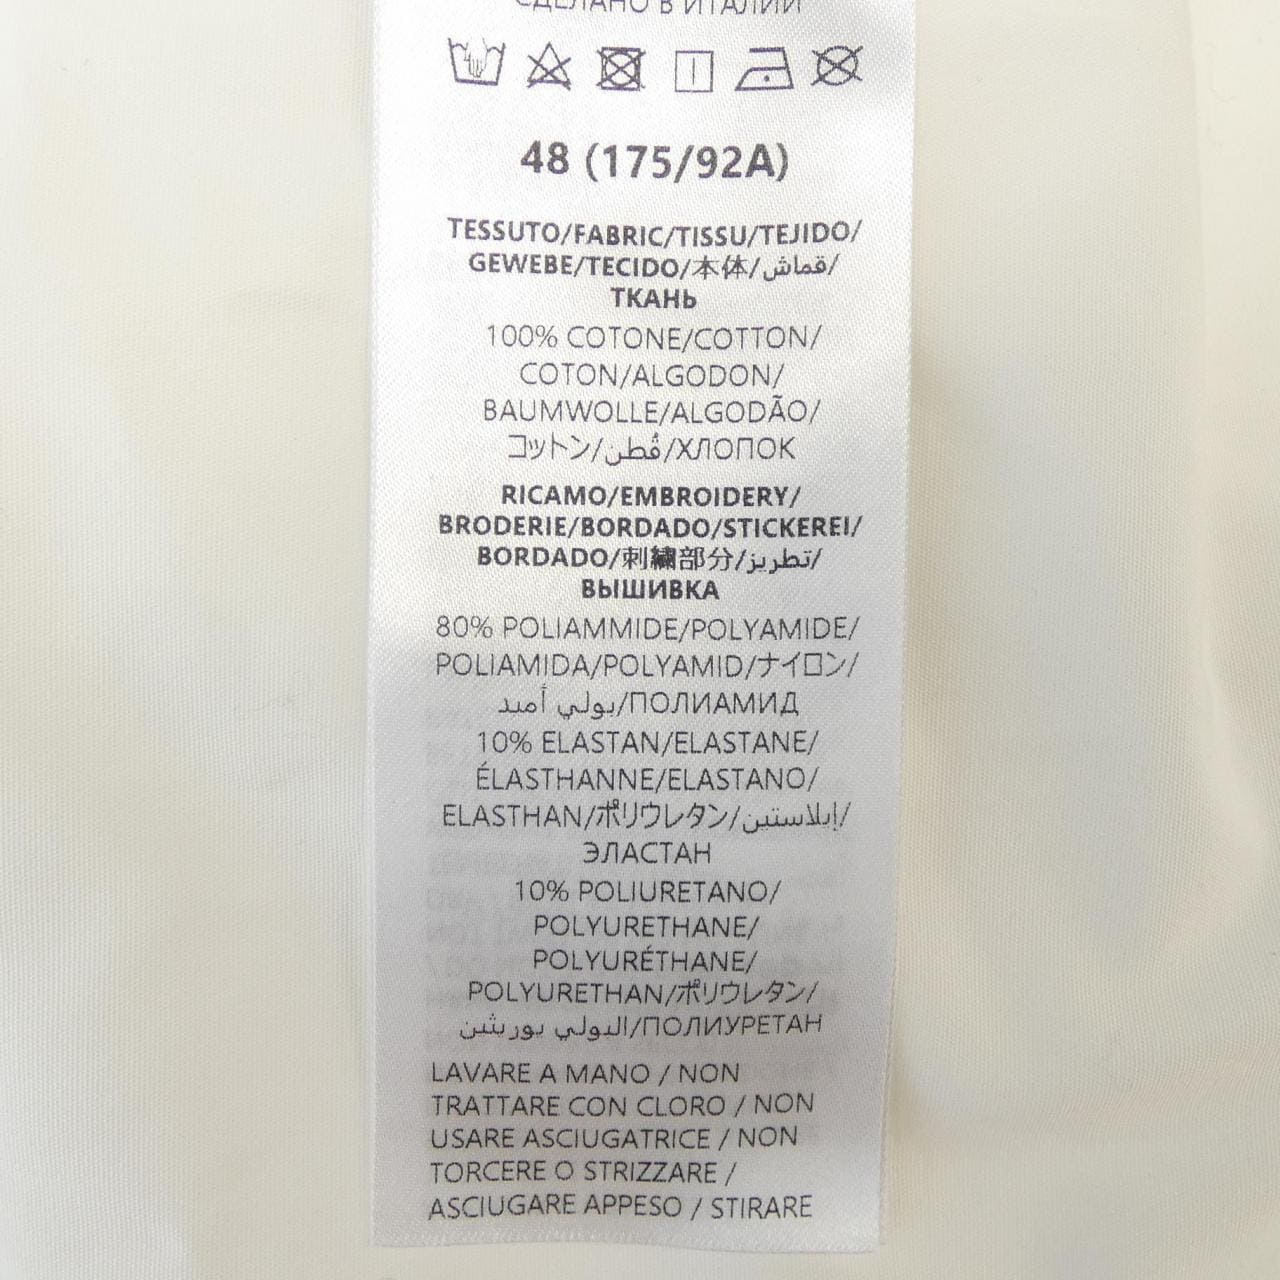 СДЕЛАНО В ИТАЛИИ
48 (175/92A)
TESSUTO/FABRIC/TISSU/TEJIDO/
GEWEBE/TECIDO/本体/قماش/
ТКАНЬ
100% COTONE/COTTON/
COTON/ALGODON/
BAUMWOLLE/ALGODÃO/
コットン/قُطن/ХЛОПОК
RICAMO/EMBROIDERY/
BRODERIE/BORDADO/STICKEREI/
BORDADO/刺繍部分/تطريز/
ВЫШИВКА
80% POLIAMMIDE/POLYAMIDE/
POLIAMIDA/POLYAMID/ナイロン/
بولي أميد/ПОЛИАМИД
10% ELASTAN/ELASTANE/
ÉLASTHANNE/ELASTANO/
ELASTHAN/ポリウレタン/إيلاستين/
ЭЛАСТАН
10% POLIURETANO/
POLYURETHANE/
POLYURÉTHANE/
POLYURETHAN/ポリウレタン/
البولي يوريثين/ПОЛИУРЕТАН
LAVARE A MANO / NON
TRATTARE CON CLORO / NON
USARE ASCIUGATRICE / NON
TORCERE O STRIZZARE /
ASCIUGARE APPESO / STIRARE